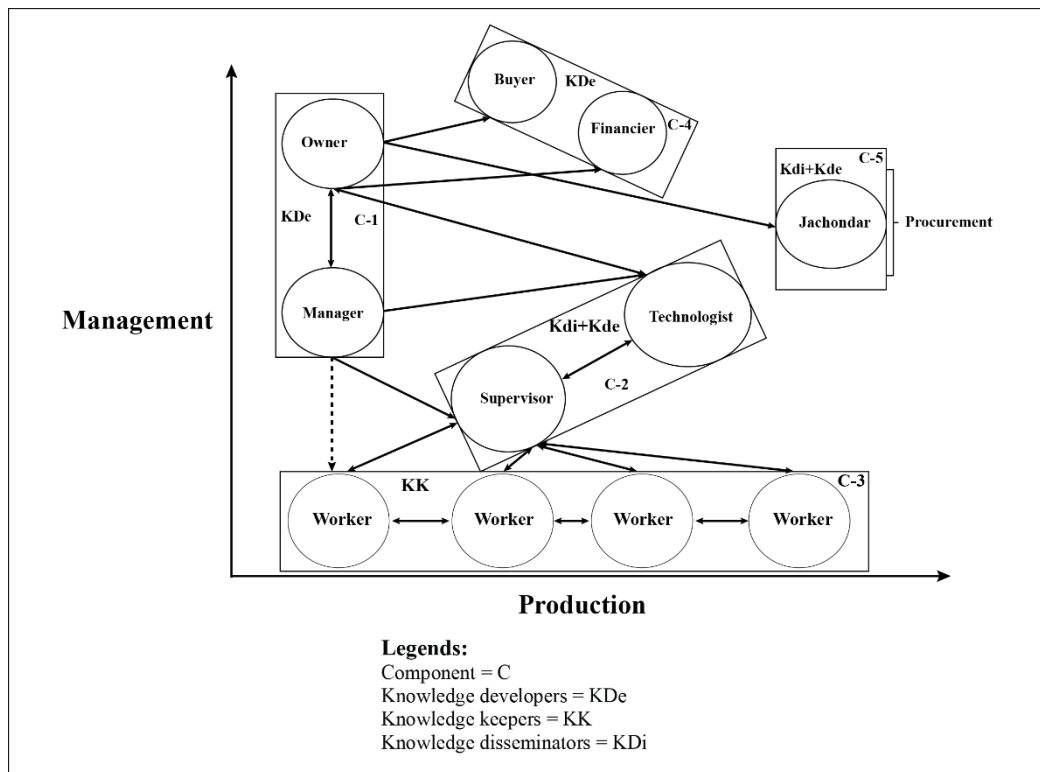 Buyer
KDe
Financier
C-4
Owner
C-5
Kdi+Kde
Jachondar
Procurement
KDe
C-1
Management
Manager
Technologist
Kdi+Kde
Supervisor
C-2
KK
C-3
Worker
Worker
Worker
Worker
Production
Legends:
Component = C
Knowledge developers = KDe
Knowledge keepers = KK
Knowledge disseminators = KDi